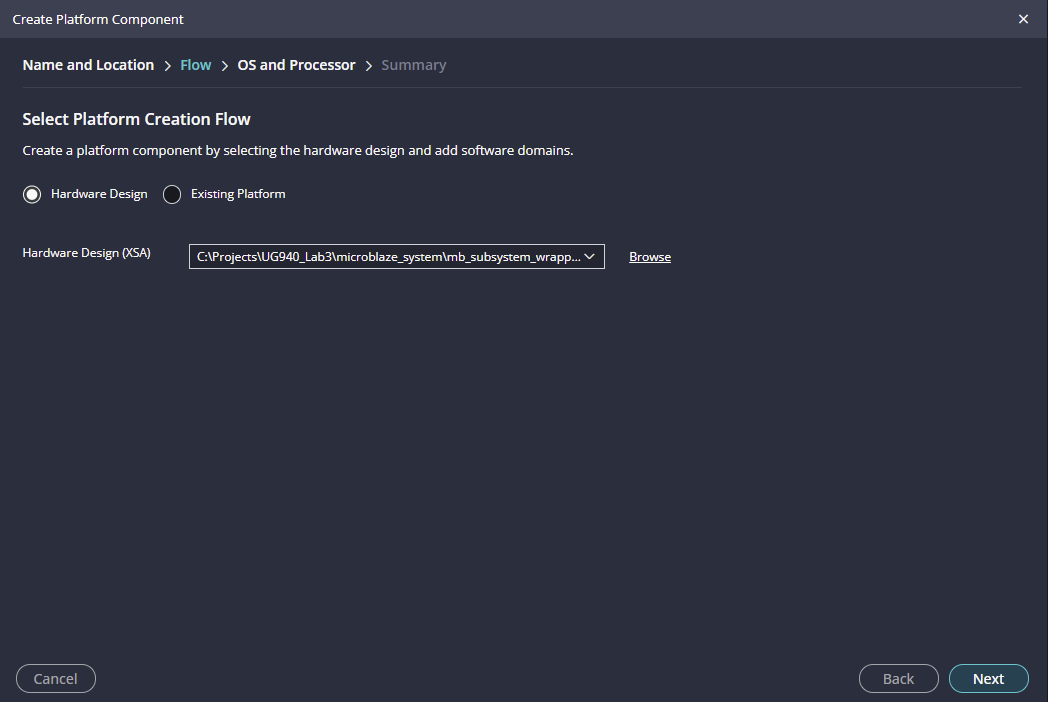 Create Platform Component
Name and Location > Flow > OS and Processor > Summary
Select Platform Creation Flow
Create a platform component by selecting the hardware design and add software domains.
Hardware Design Existing Platform
Hardware Design (XSA) C:\Projects\UG940_Lab3\microblaze_system\mb_subsystem_wrapp... Browse
Cancel Back Next